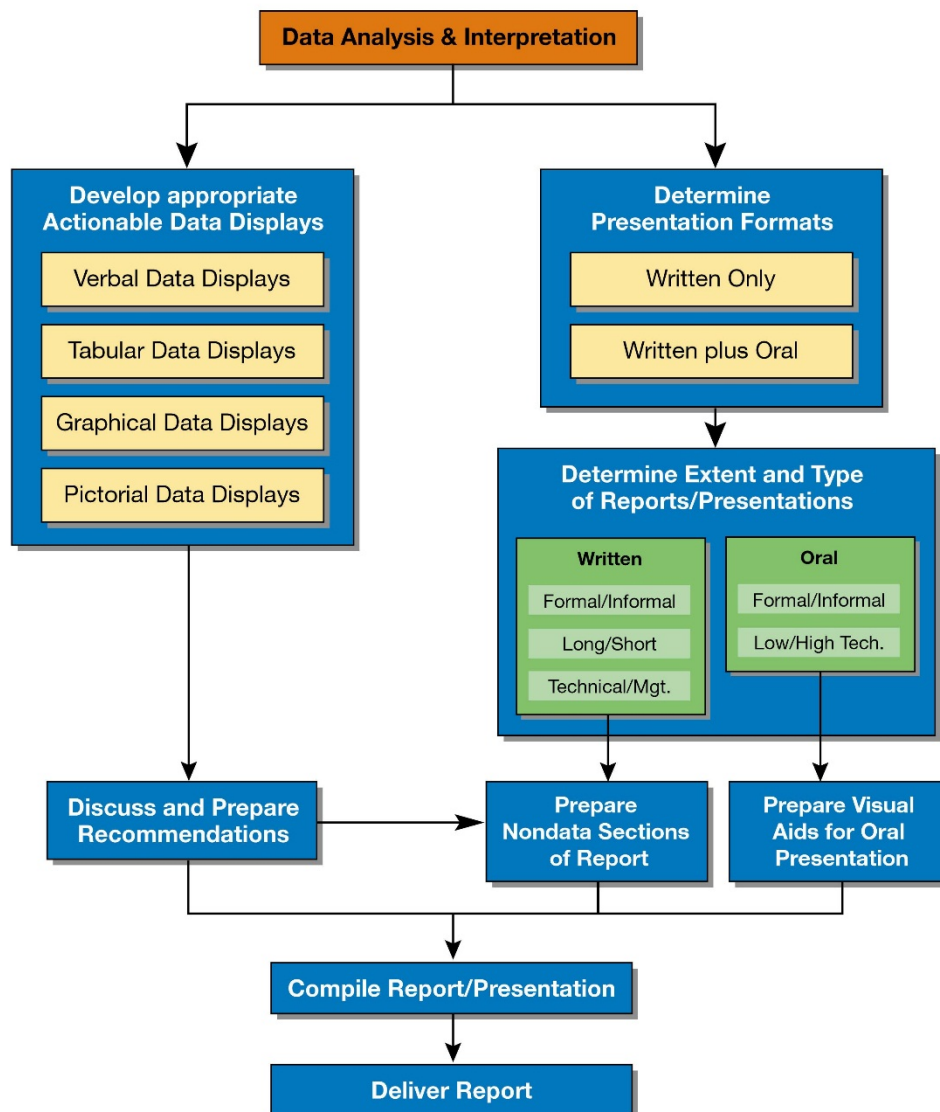 Data Analysis & Interpretation
Develop appropriate
Actionable Data Displays
Verbal Data Displays
Tabular Data Displays
Graphical Data Displays
Pictorial Data Displays
Determine
Presentation Formats
Written Only
Written plus Oral
Determine Extent and Type
of Reports/Presentations
Written
Formal/Informal
Long/Short
Technical/Mgt.
Oral
Formal/Informal
Low/High Tech.
Discuss and Prepare
Recommendations
Prepare
Nondata Sections
of Report
Prepare Visual
Aids for Oral
Presentation
Compile Report/Presentation
Deliver Report